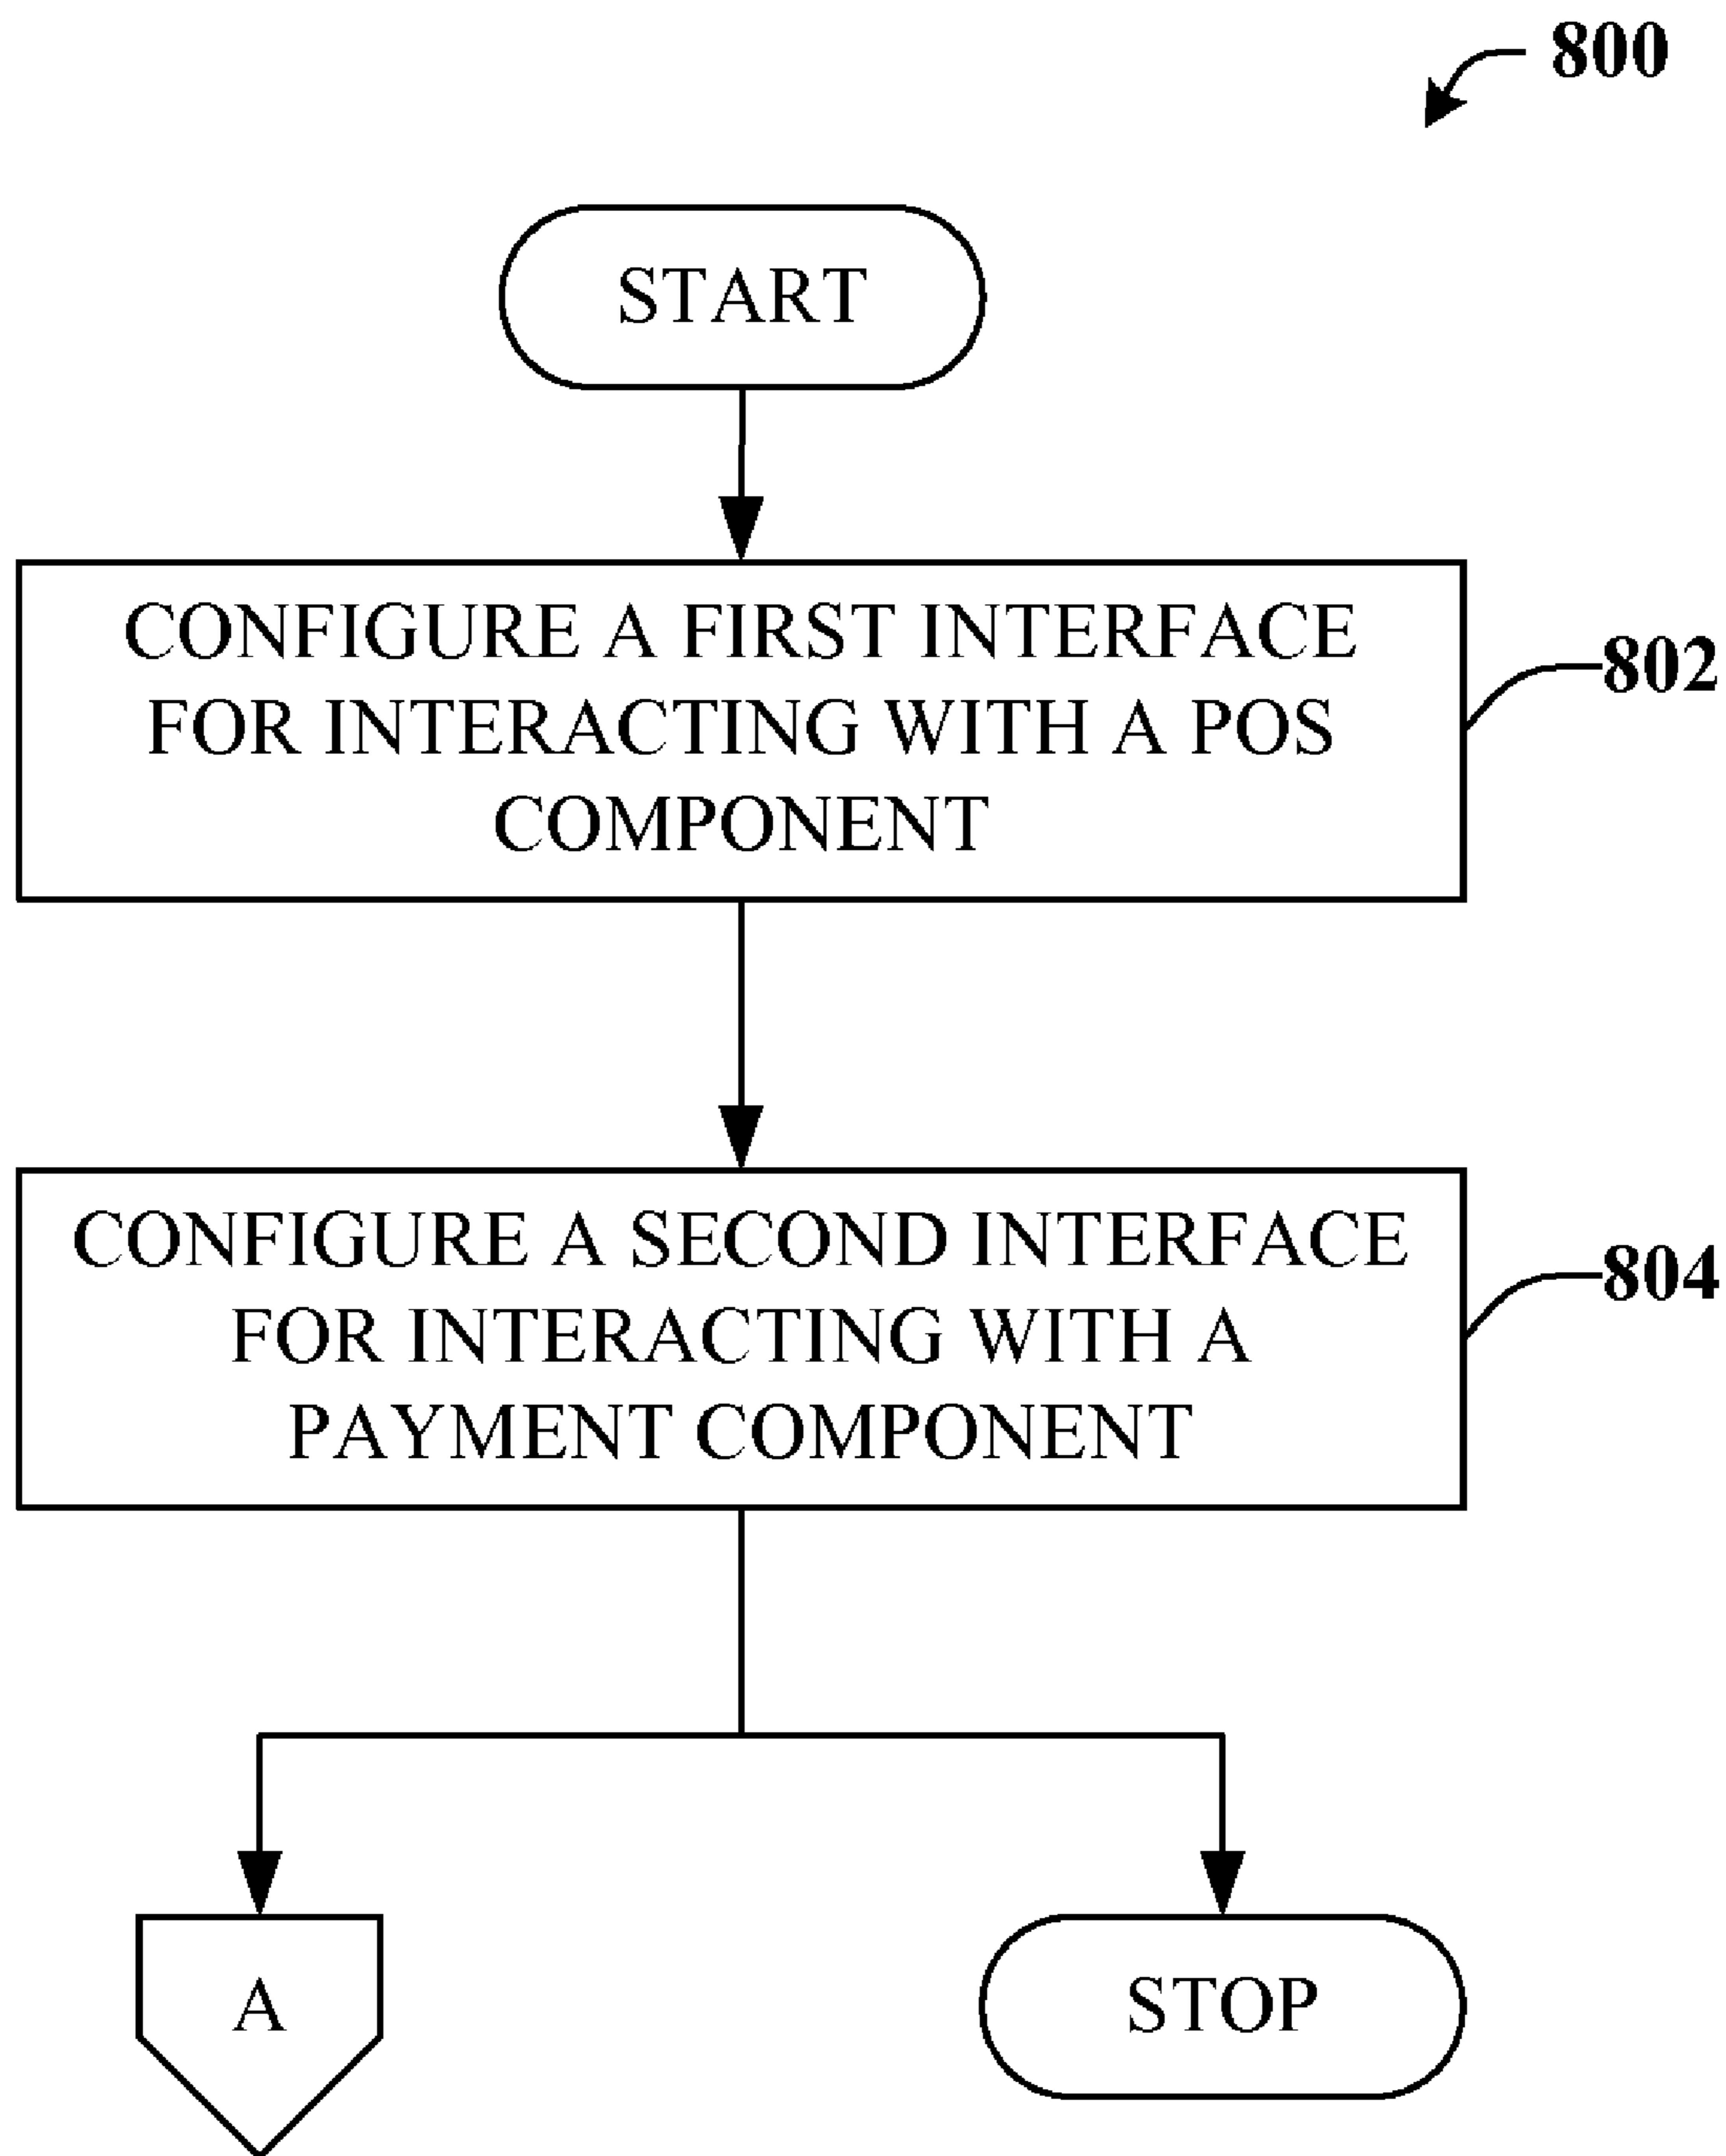 800
START
CONFIGURE A FIRST INTERFACE
FOR INTERACTING WITH A POS
COMPONENT
802
CONFIGURE A SECOND INTERFACE
FOR INTERACTING WITH A
PAYMENT COMPONENT
804
A
STOP